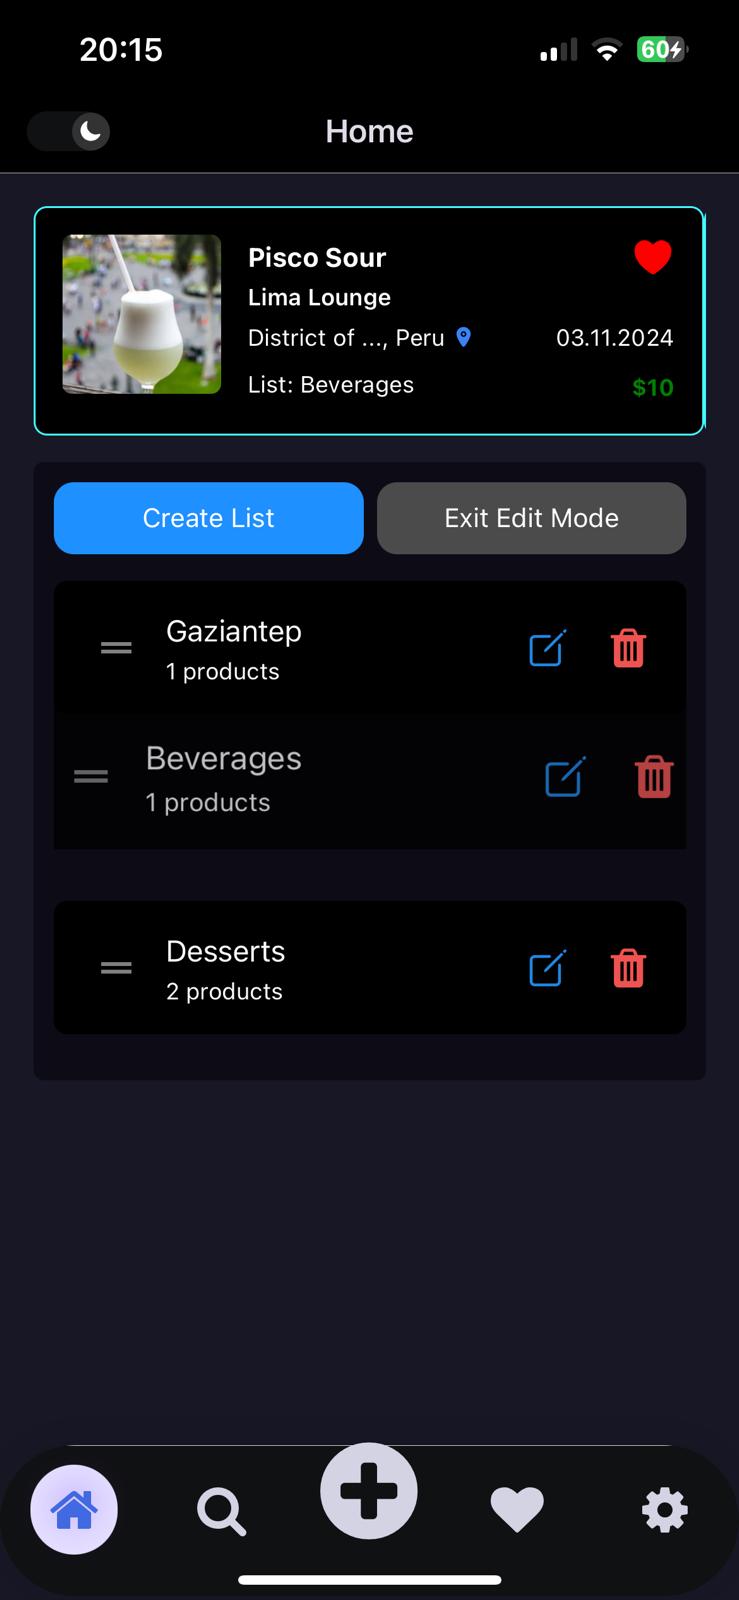 20:15
60
Home
Pisco Sour
Lima Lounge
District of ..., Peru
03.11.2024
List: Beverages
$10
Create List
Exit Edit Mode
Gaziantep
1 products
Beverages
1 products
Desserts
2 products